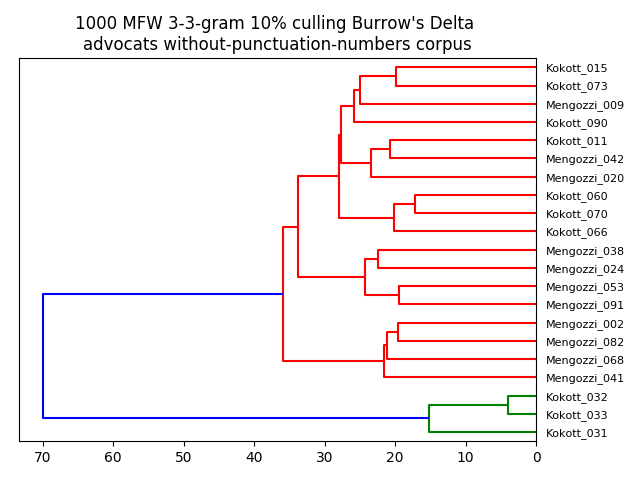 1000 MFW 3-3-gram 10% culling Burrow's Delta
advocats without-punctuation-numbers corpus
Kokott_015
Kokott_073
Mengozzi_009
Kokott_090
Kokott_011
Mengozzi_042
Mengozzi_020
Kokott_060
Kokott_070
Kokott_066
Mengozzi_038
Mengozzi_024
Mengozzi_053
Mengozzi_091
Mengozzi_002
Mengozzi_082
Mengozzi_068
Mengozzi_041
Kokott_032
Kokott_033
Kokott_031
70 60 50 40 30 20 10 0